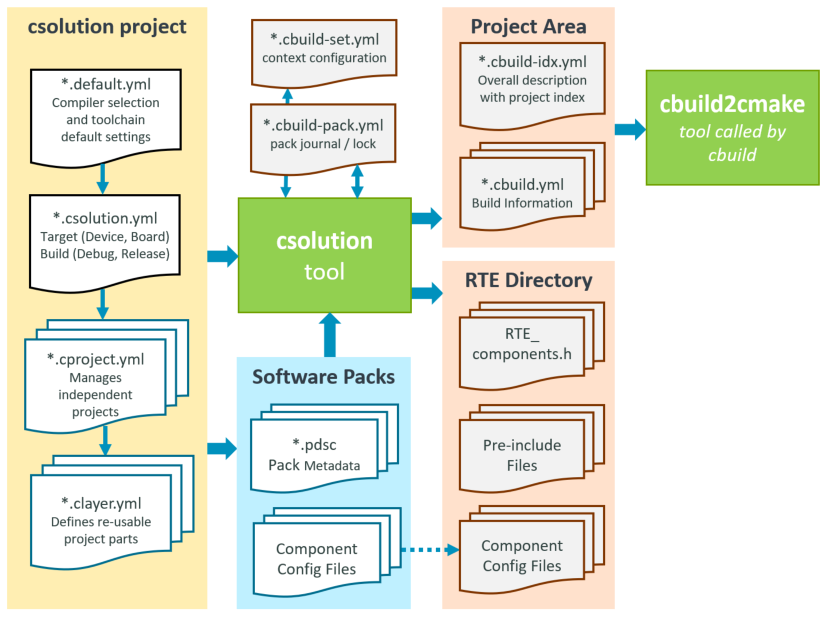 csolution project
*.default.yml
Compiler selection
and toolchain
default settings
*.csolution.yml
Target (Device, Board)
Build (Debug, Release)
*.cproject.yml
Manages
independent
projects
*.clayer.yml
Defines re-usable
project parts
*.cbuild-set.yml
context configuration
*.cbuild-pack.yml
pack journal / lock
csolution
tool
Software Packs
*.pdsc
Pack Metadata
Component
Config Files
Project Area
*.cbuild-idx.yml
Overall description
with project index
*.cbuild.yml
Build Information
RTE Directory
RTE_
components.h
Pre-include
Files
Component
Config Files
cbuild2cmake
tool called by
cbuild